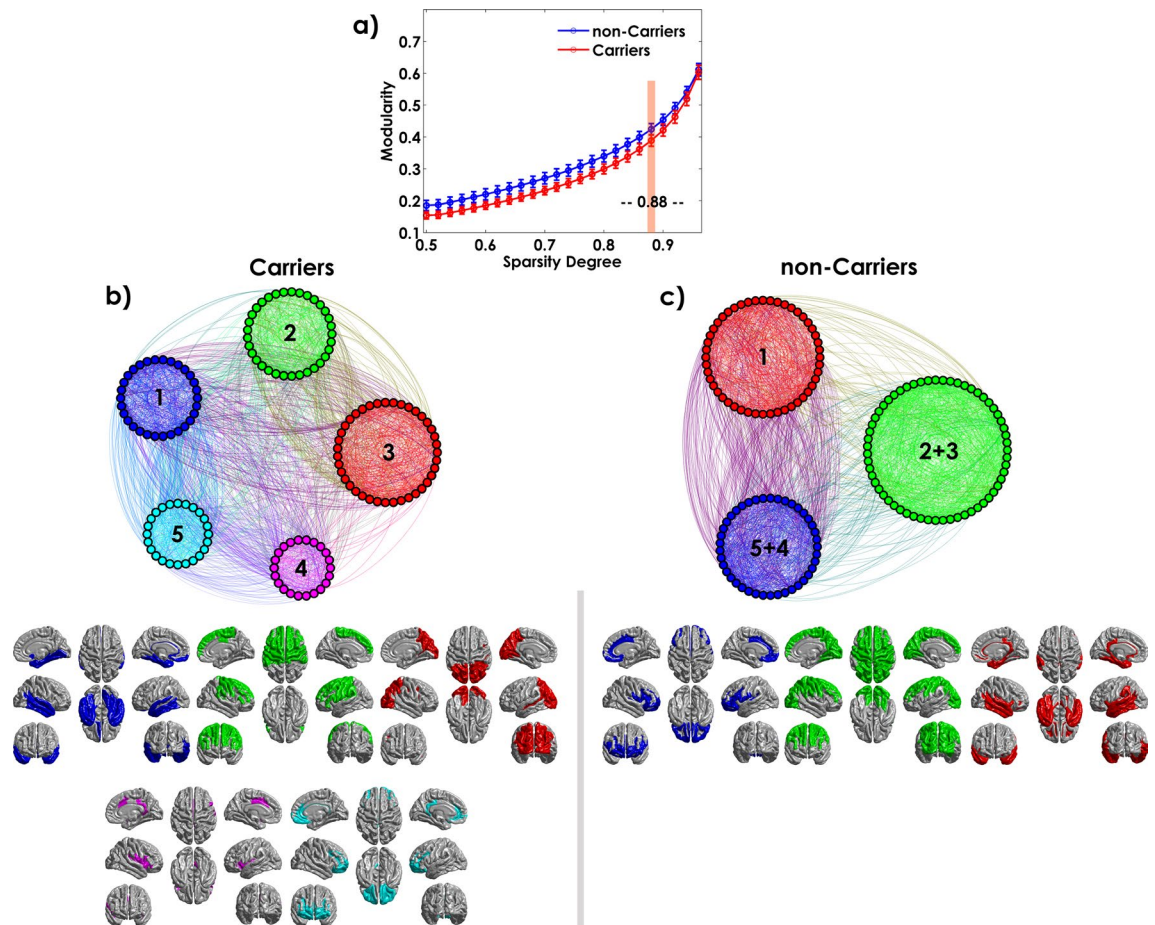 a)
non-Carriers
Carriers
Modularity
0.7
0.6
0.5
0.4
0.3
0.2
0.1
-- 0.88 --
0.5 0.6 0.7 0.8 0.9
Sparsity Degree
Carriers
b)
2
1
3
5
4
non-Carriers
c)
1
2+3
5+4